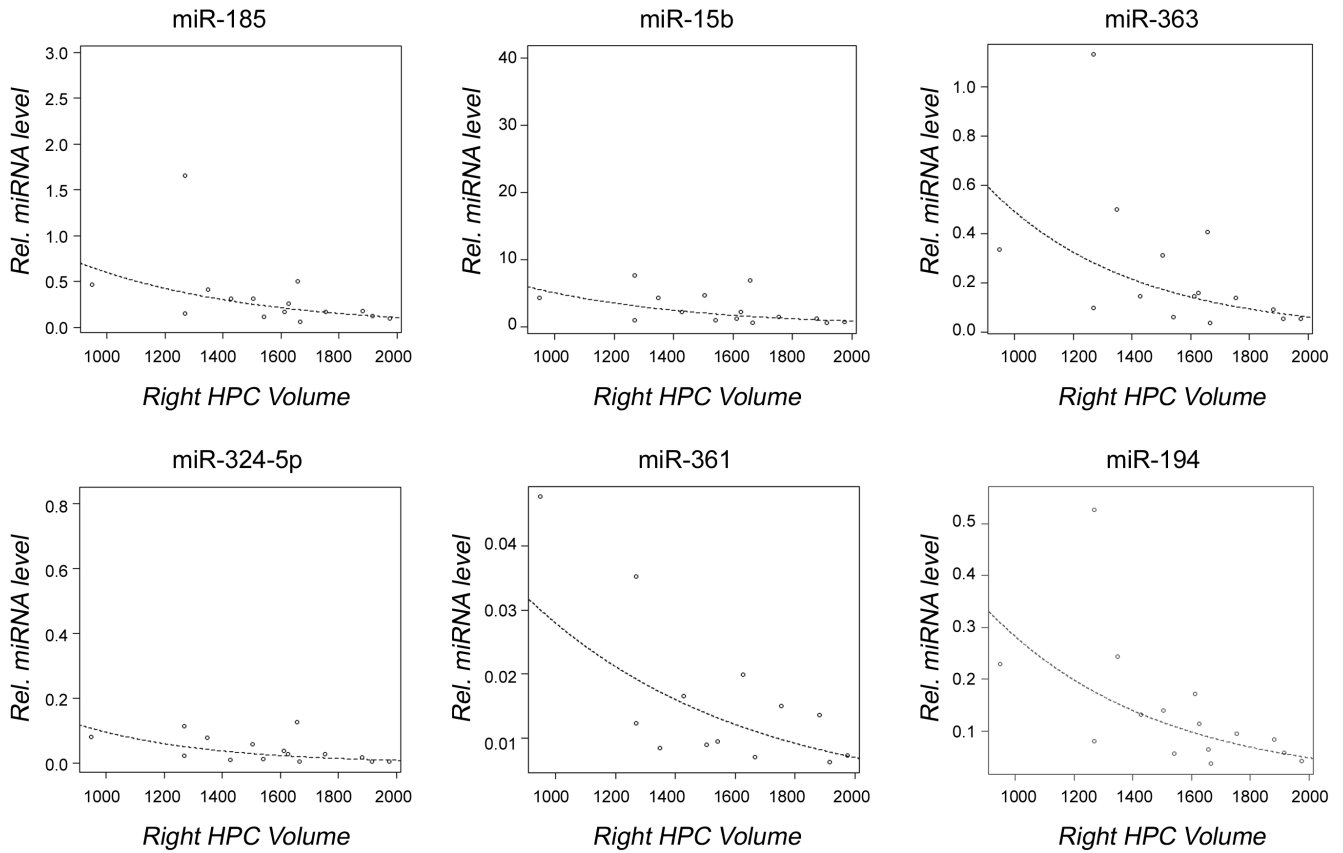 miR-185
Rel. miRNA level
3.0
2.5
2.0
1.5
1.0
0.5
0.0
1000 1200 1400 1600 1800 2000
Right HPC Volume
miR-15b
Rel. miRNA level
40
30
20
10
0
1000 1200 1400 1600 1800 2000
Right HPC Volume
miR-363
Rel. miRNA level
1.0
0.8
0.6
0.4
0.2
0.0
1000 1200 1400 1600 1800 2000
Right HPC Volume
miR-324-5p
Rel. miRNA level
0.8
0.6
0.4
0.2
0.0
1000 1200 1400 1600 1800 2000
Right HPC Volume
miR-361
Rel. miRNA level
0.04
0.03
0.02
0.01
1000 1200 1400 1600 1800 2000
Right HPC Volume
miR-194
Rel. miRNA level
0.5
0.4
0.3
0.2
0.1
1000 1200 1400 1600 1800 2000
Right HPC Volume